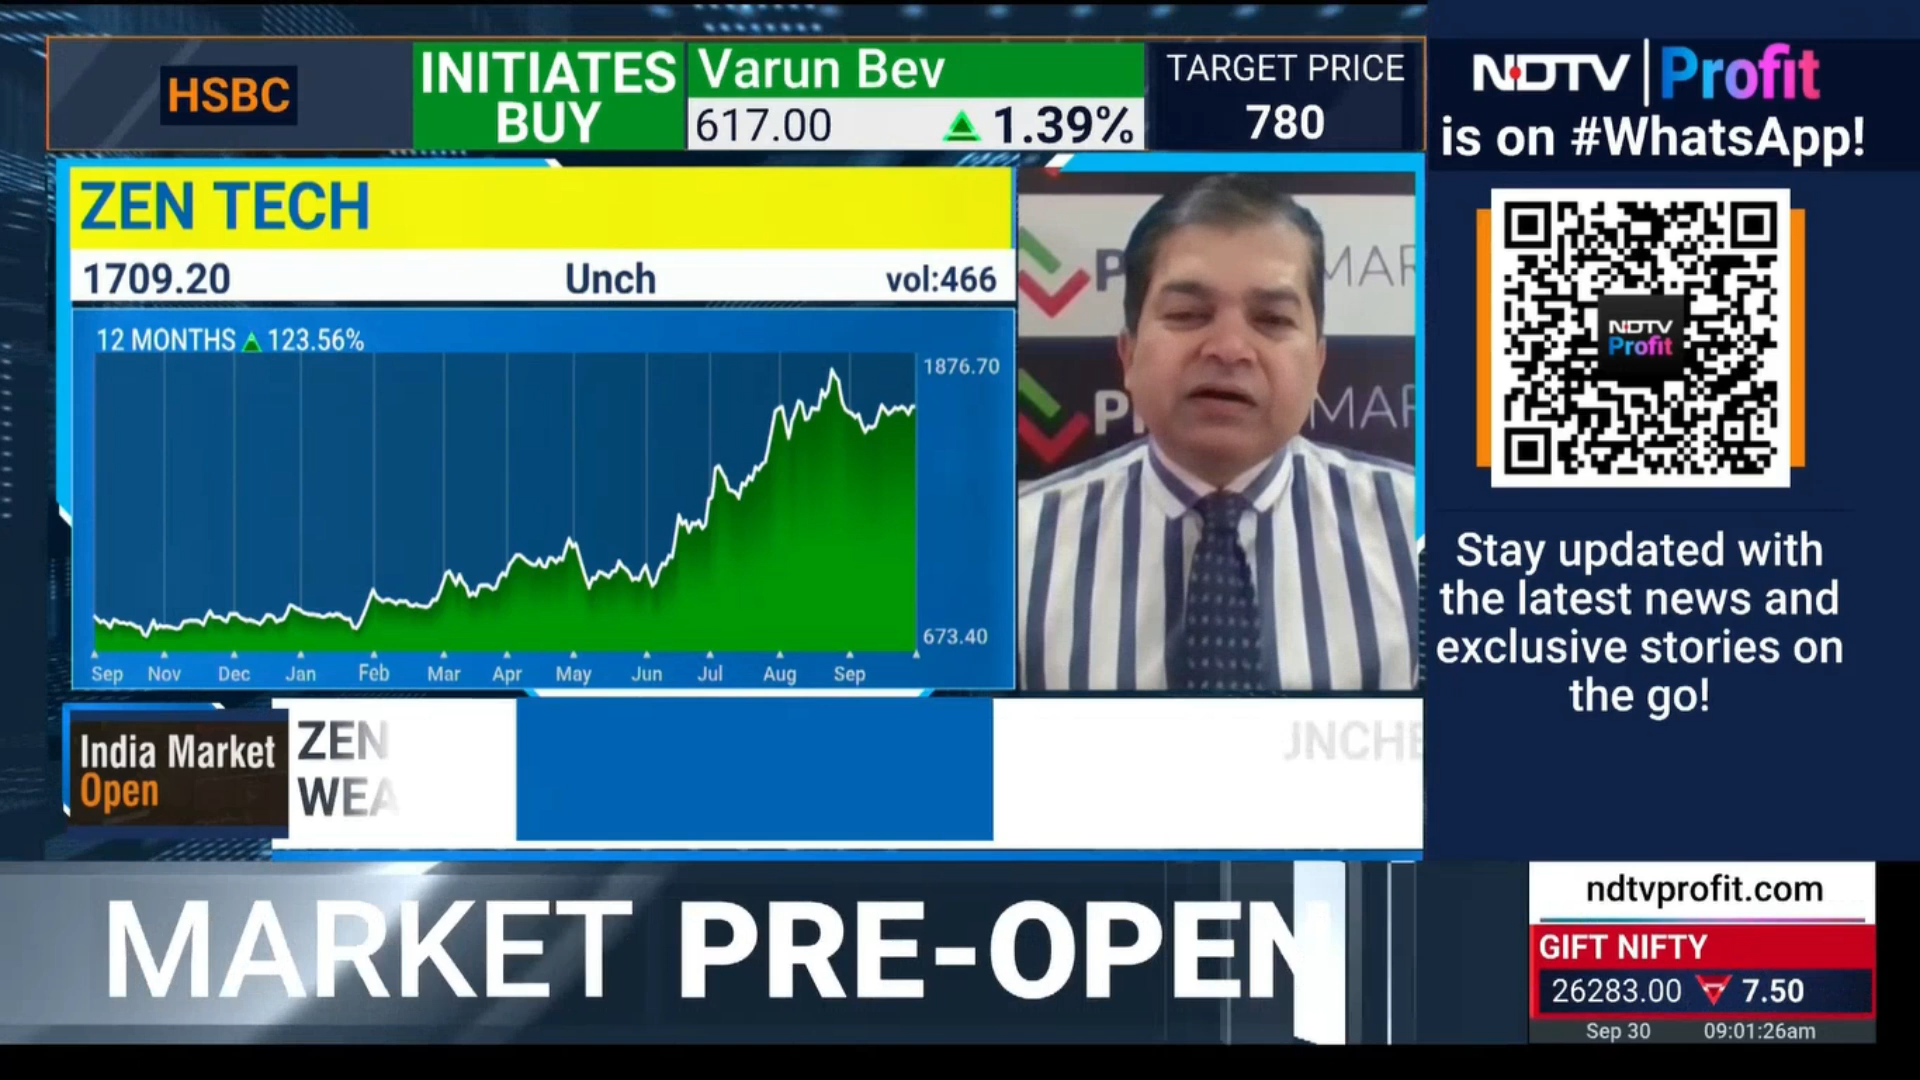 HSBC
INITIATES
BUY
Varun Bev
617.00 1.39%
TARGET PRICE
780
NDTV Profit
is on #WhatsApp!
ZEN TECH
1709.20 Unch vol:466
12 MONTHS 123.56%
1876.70
673.40
Sep Nov Dec Jan Feb Mar Apr May Jun Jul Aug Sep
NDTV
Profit
Stay updated with
the latest news and
exclusive stories on
the go!
India Market
Open
ZEN
WEA
MARKET PRE-OPEN
ndtvprofit.com
GIFT NIFTY
26283.00 7.50
Sep 30 09:01:26am